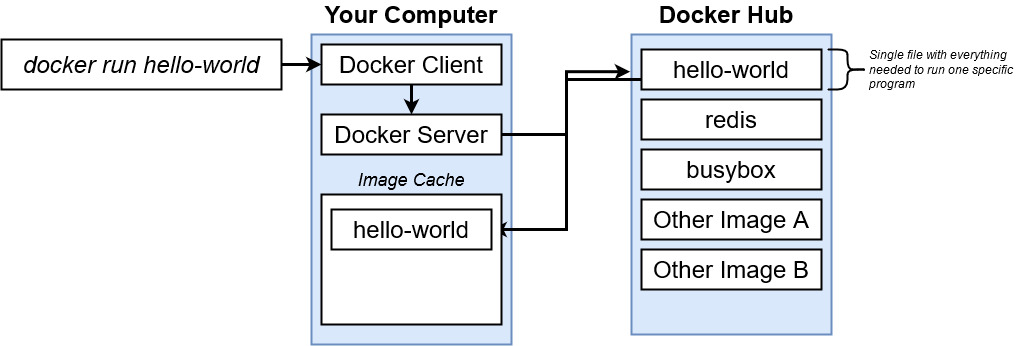 Your Computer
Docker Hub
docker run hello-world
Docker Client
Docker Server
Image Cache
hello-world
hello-world
redis
busybox
Other Image A
Other Image B
Single file with everything
needed to run one specific
program